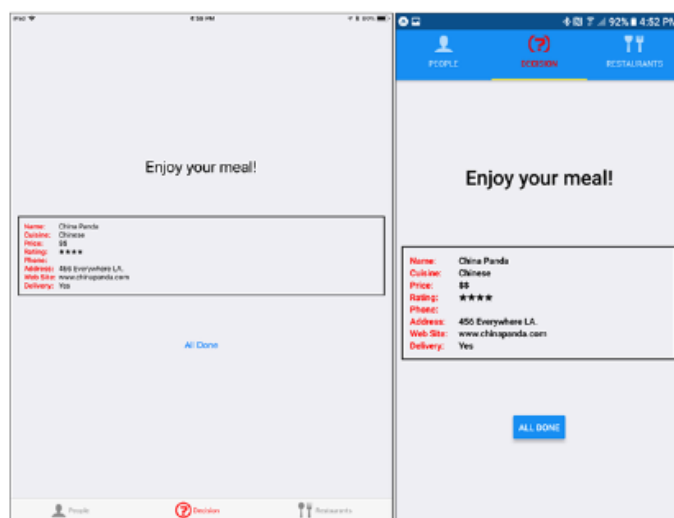 iPad
Enjoy your meal!
Name: China Panda
Cuisine: Chinese
Price: $$
Rating: ★★★★
Phone:
Address: 456 Everywhere LA.
Web Site: www.chinapanda.com
Delivery: Yes
All Done
People
Decision
Restaurants
92% 4:52 PM
PEOPLE
DECISION
RESTAURANTS
Enjoy your meal!
Name: China Panda
Cuisine: Chinese
Price: $$
Rating: ★★★★
Phone:
Address: 456 Everywhere LA.
Web Site: www.chinapanda.com
Delivery: Yes
ALL DONE